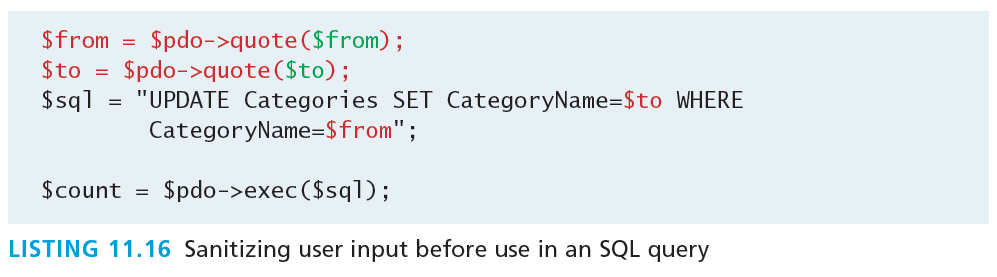 $from = $pdo->quote($from);
$to = $pdo->quote($to);
$sql = "UPDATE Categories SET CategoryName=$to WHERE
CategoryName=$from";
$count = $pdo->exec($sql);
LISTING 11.16 Sanitizing user input before use in an SQL query